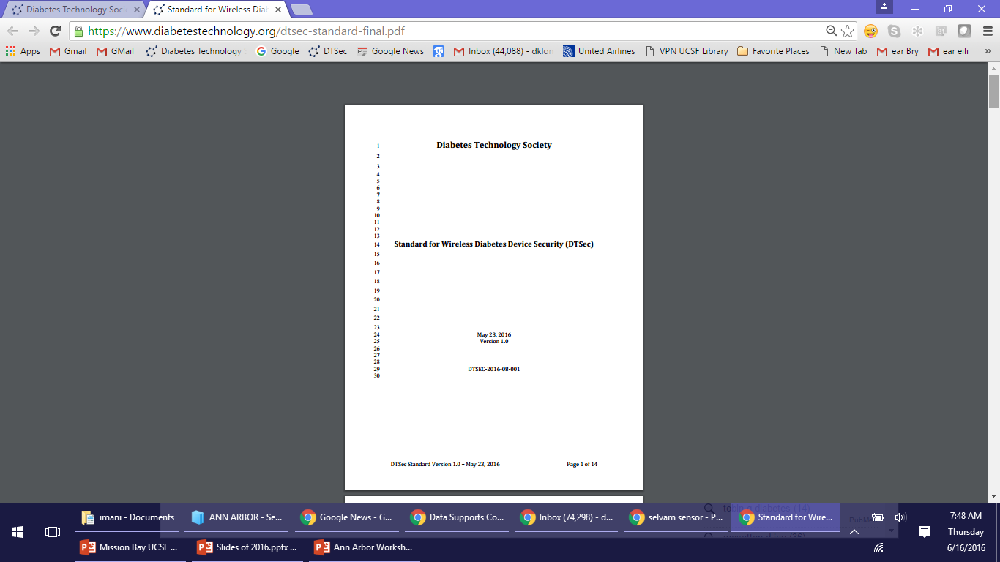 Diabetes Technology Soci
Standard for Wireless Dia
https://www.diabetestechnology.org/dtsec-standard-final.pdf
Apps Gmail GMail Diabetes Technology Google DTSec Google News Inbox (44,088) - dklon United Airlines VPN UCSF Library Favorite Places New Tab ear Bry ear eili »
1 Diabetes Technology Society
2
3
4
5
6
7
8
9
10
11
12
13
14 Standard for Wireless Diabetes Device Security (DTSec)
15
16
17
18
19
20
21
22
23
24 May 23, 2016
25 Version 1.0
26
27
28
29 DTSEC-2016-08-001
30
DTSec Standard Version 1.0 – May 23, 2016 Page 1 of 14
imani - Documents ANN ARBOR - Se... Google News - G... Data Supports Co... Inbox (74,298) - d... selvam sensor - P... Standard for Wire...
Mission Bay UCSF ... Slides of 2016.pptx ... Ann Arbor Worksh...
7:48 AM
Thursday
6/16/2016